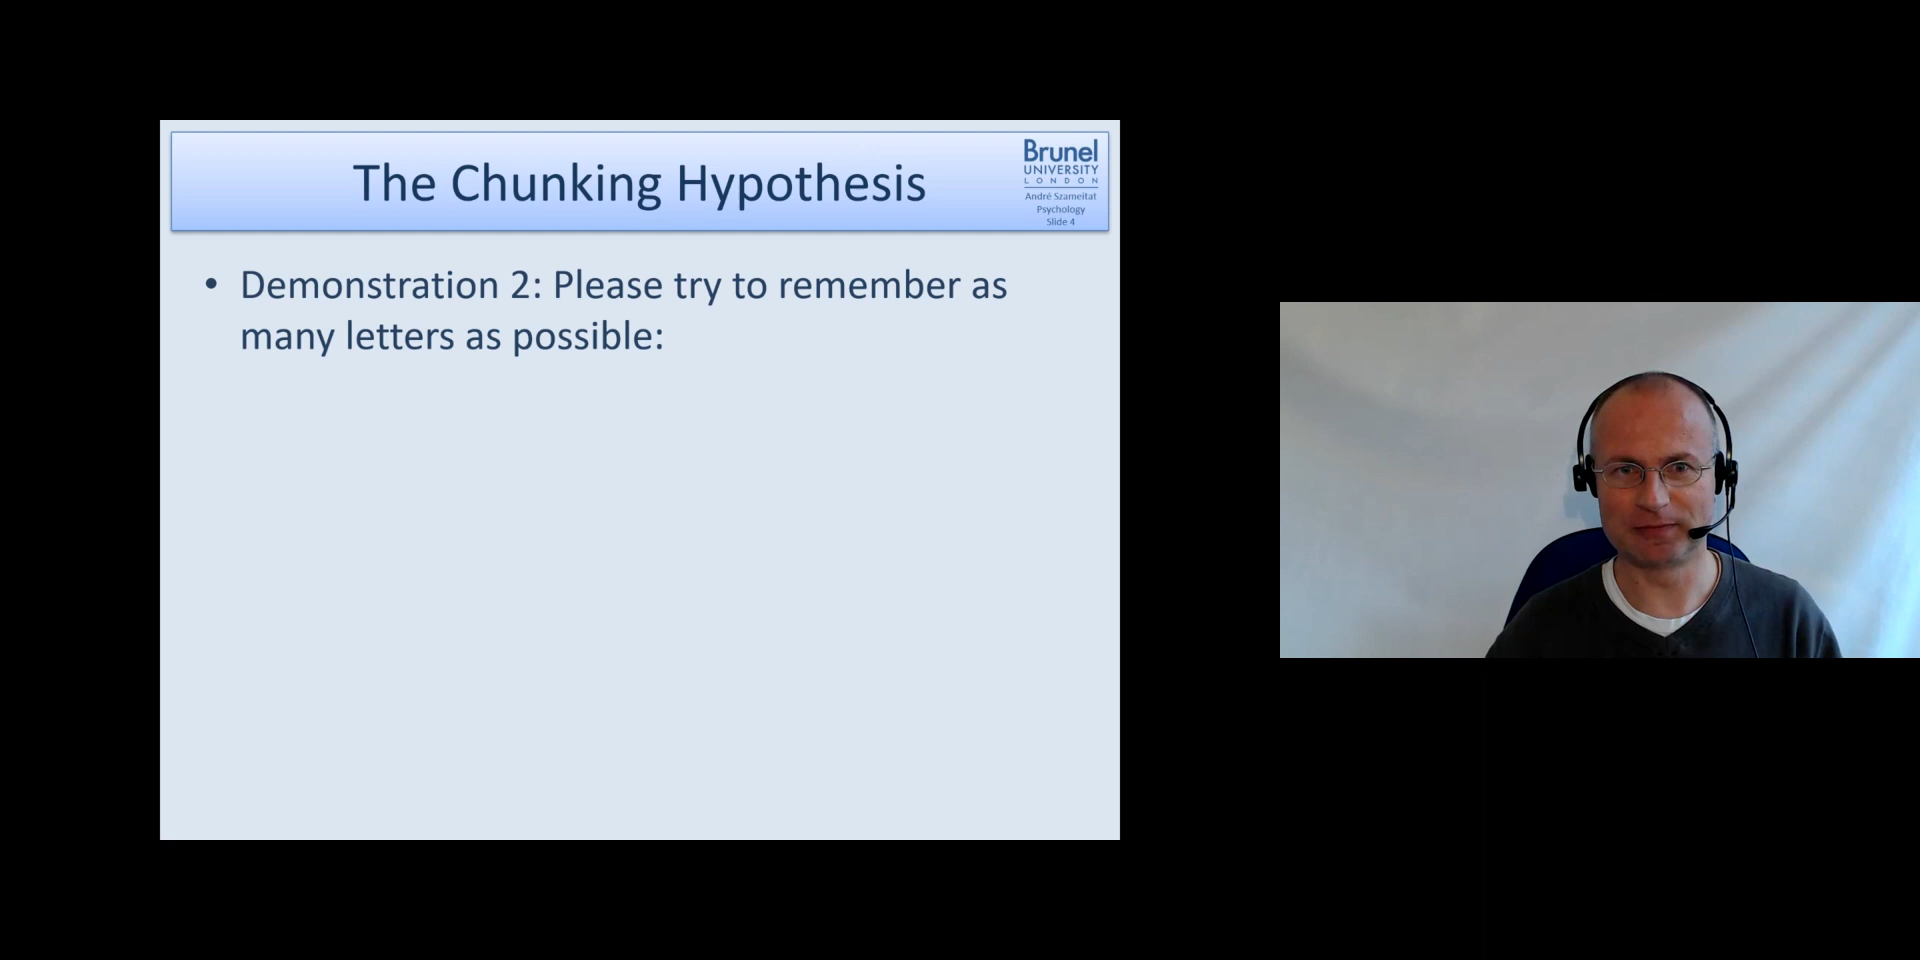 The Chunking Hypothesis
Brunel
UNIVERSITY
LONDON
André Szameitat
Psychology
Slide 4
• Demonstration 2: Please try to remember as
many letters as possible: